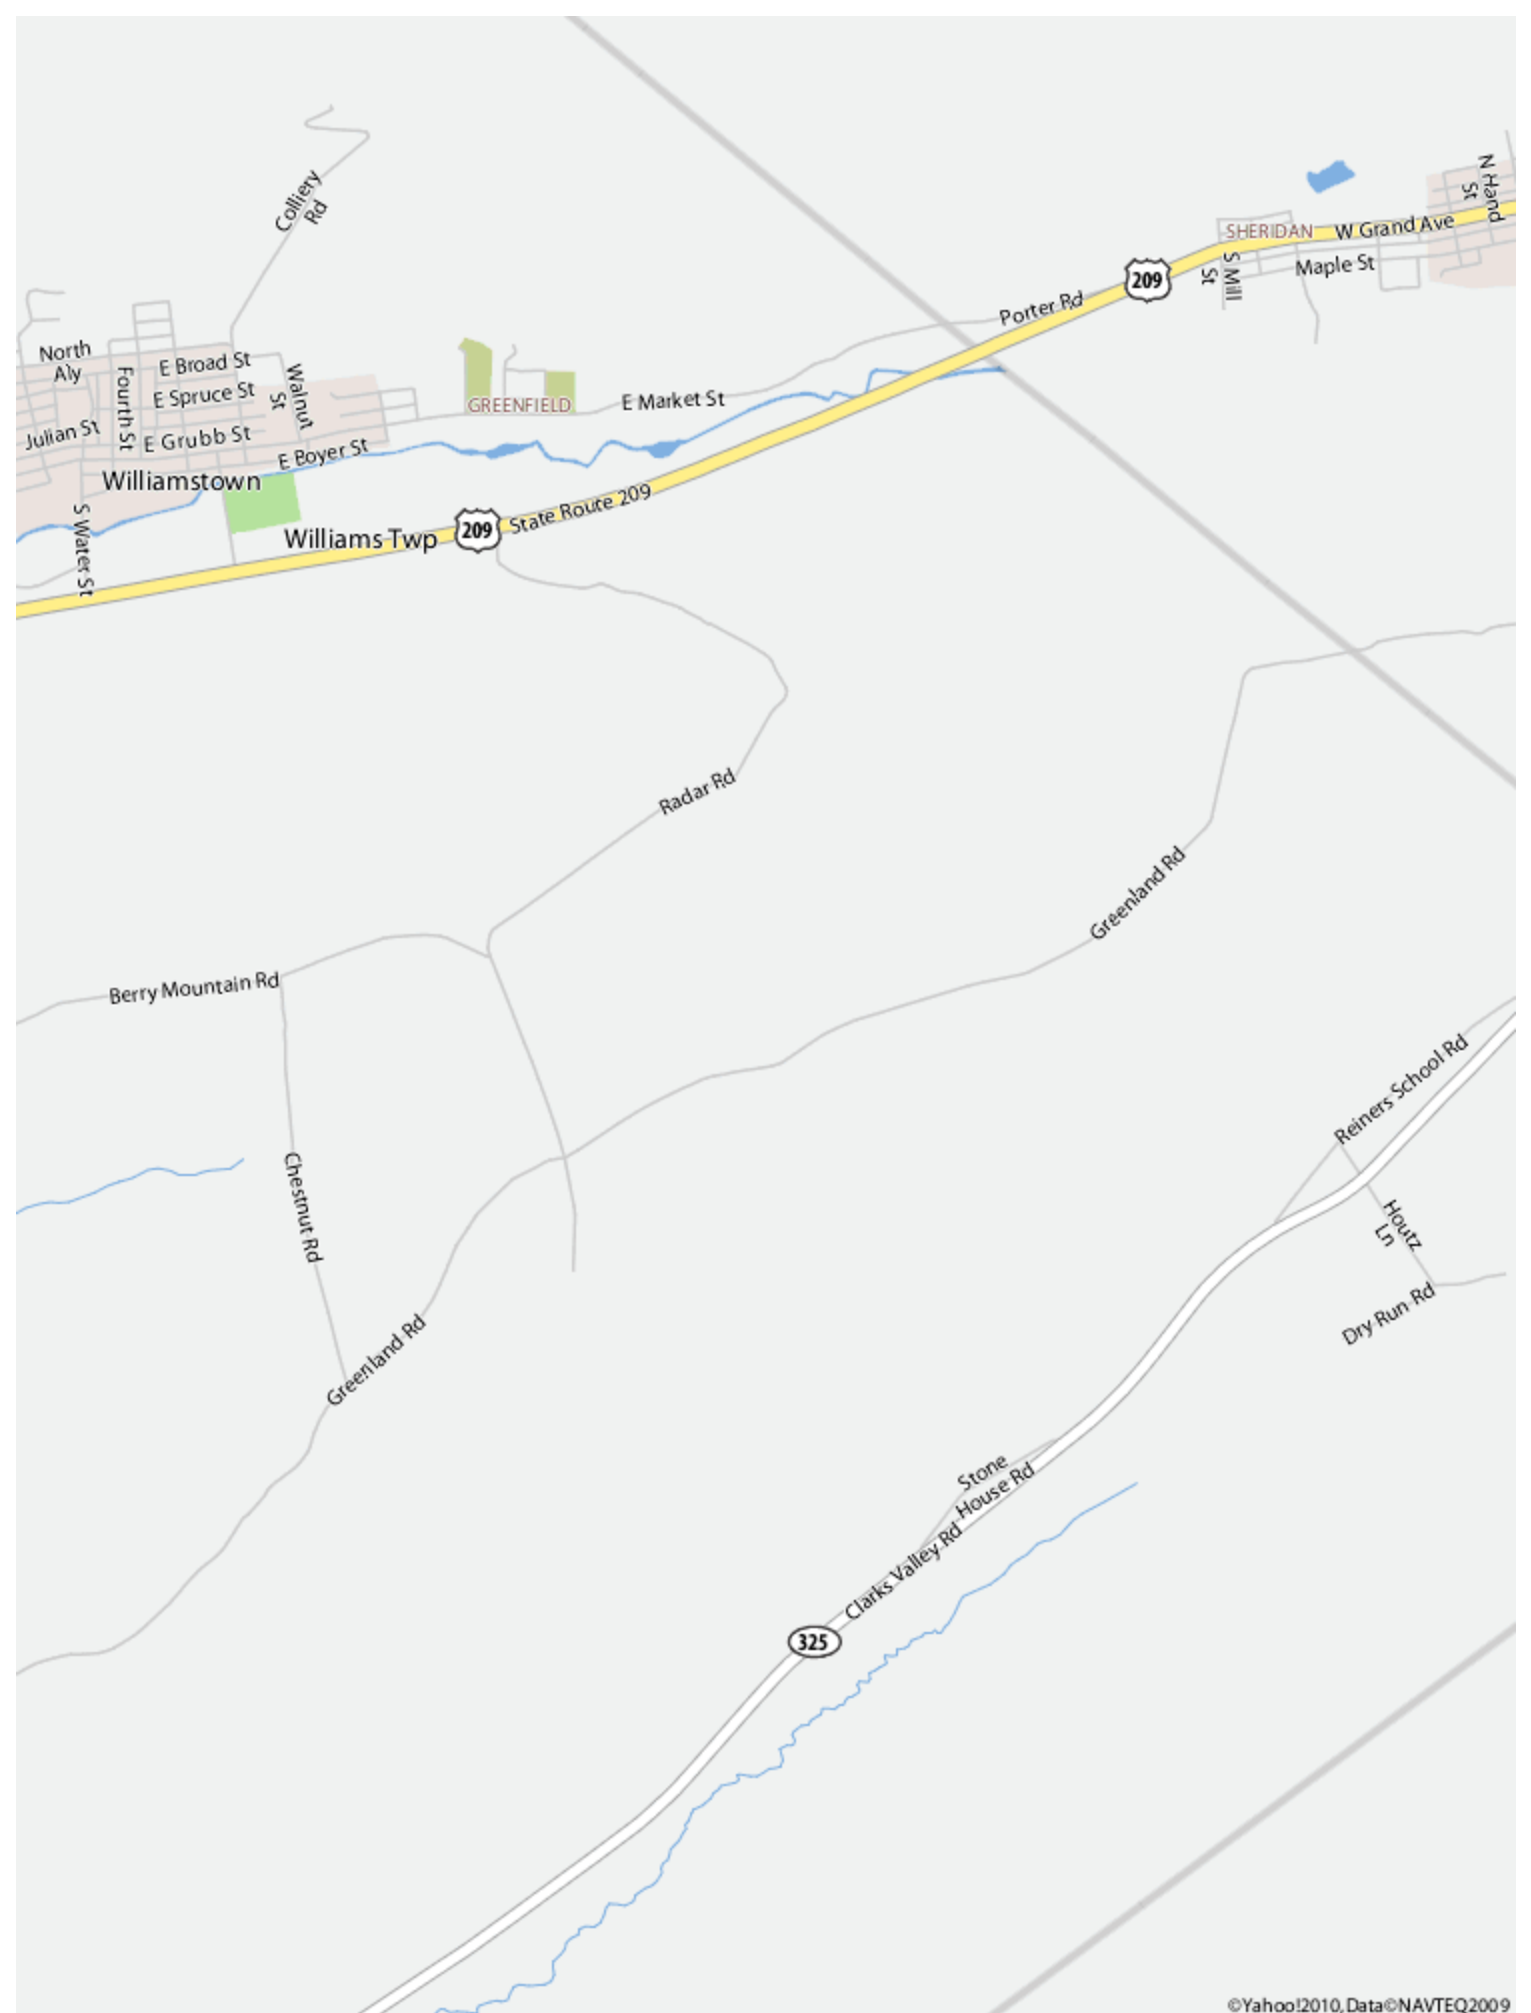 Colliery
Rd
N Hand
St
SHERIDAN
W Grand Ave
Maple St
S Mill
St
209
Porter Rd
North
Aly
E Broad St
Fourth St
E Spruce St
Walnut
St
GREENFIELD
E Market St
Julian St
E Grubb St
E Boyer St
Williamstown
S Water St
Williams Twp
209
State Route 209
Radar Rd
Greenland Rd
Berry Mountain Rd
Reiners School Rd
Chestnut Rd
Houtz
Ln
Dry Run Rd
Greenland Rd
Stone
House Rd
Clarks Valley Rd
325
©Yahoo!2010, Data©NAVTEQ2009